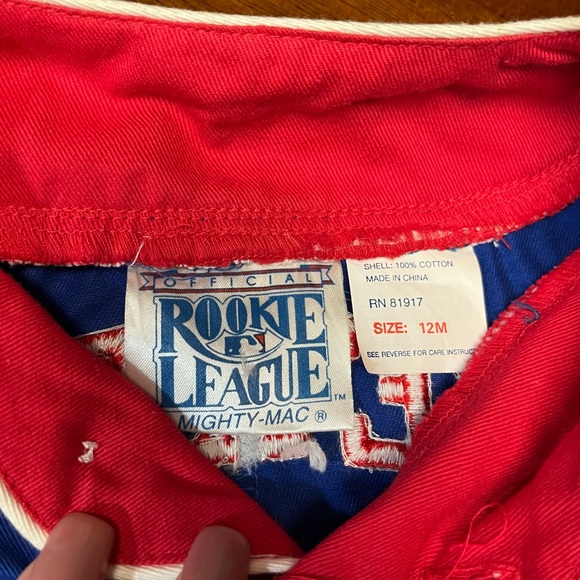 OFFICIAL
ROOKIE
LEAGUE™
MIGHTY-MAC®
SHELL: 100% COTTON
MADE IN CHINA
RN 81917
SIZE: 12M
SEE REVERSE FOR CARE INSTRUCT